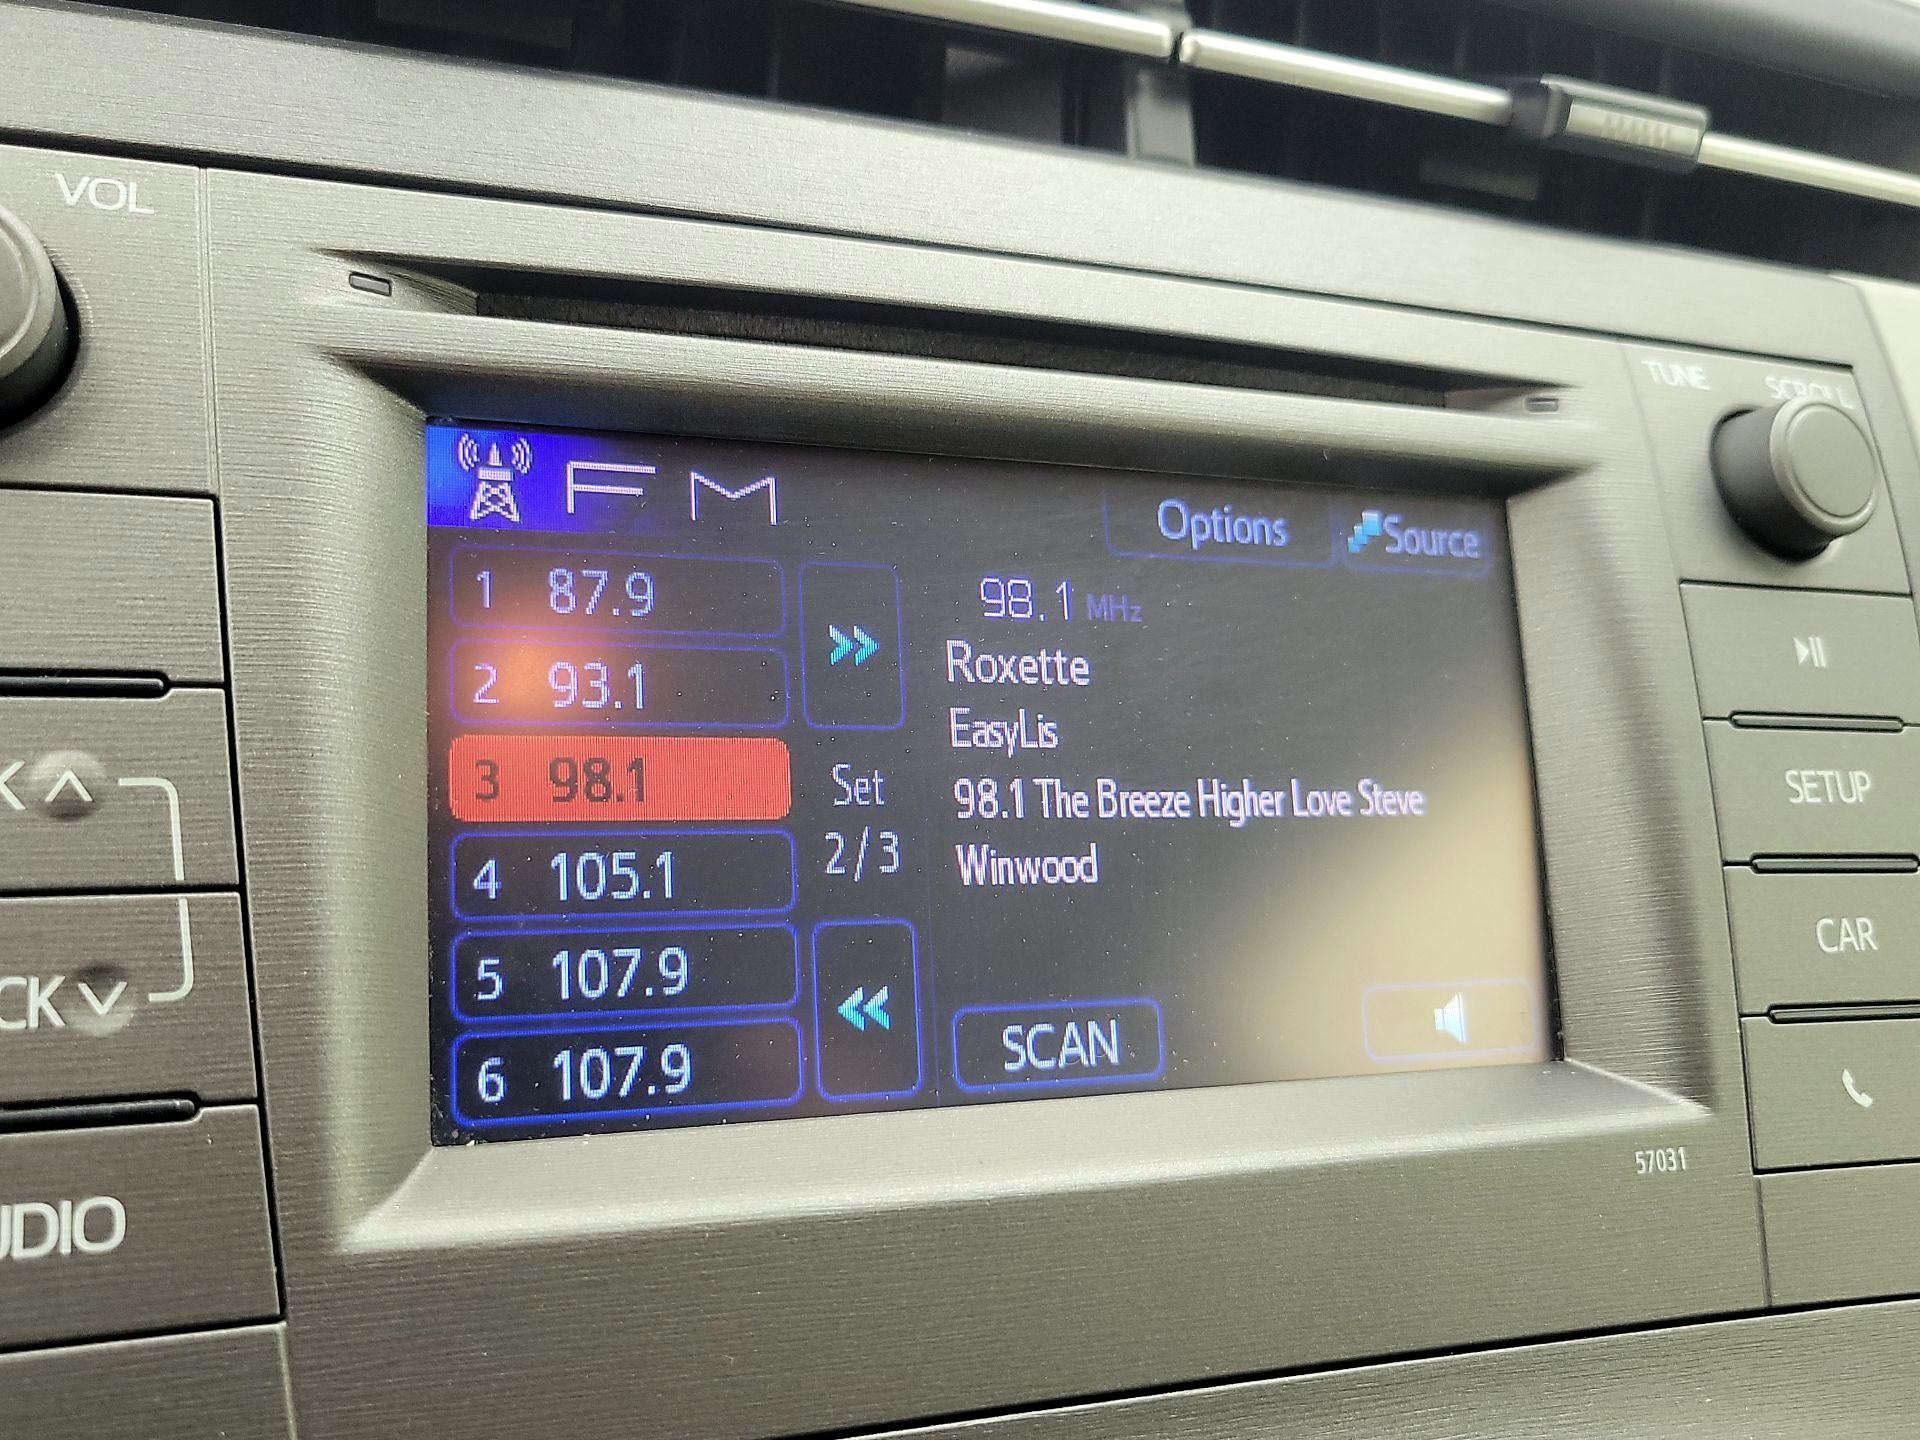 VOL
TUNE SCROLL
FM
Options Source
1 87.9
2 93.1
3 98.1
4 105.1
5 107.9
6 107.9
Set
2/3
98.1 MHz
Roxette
EasyLis
98.1 The Breeze Higher Love Steve
Winwood
SCAN
K
CK
UDIO
SETUP
CAR
57031